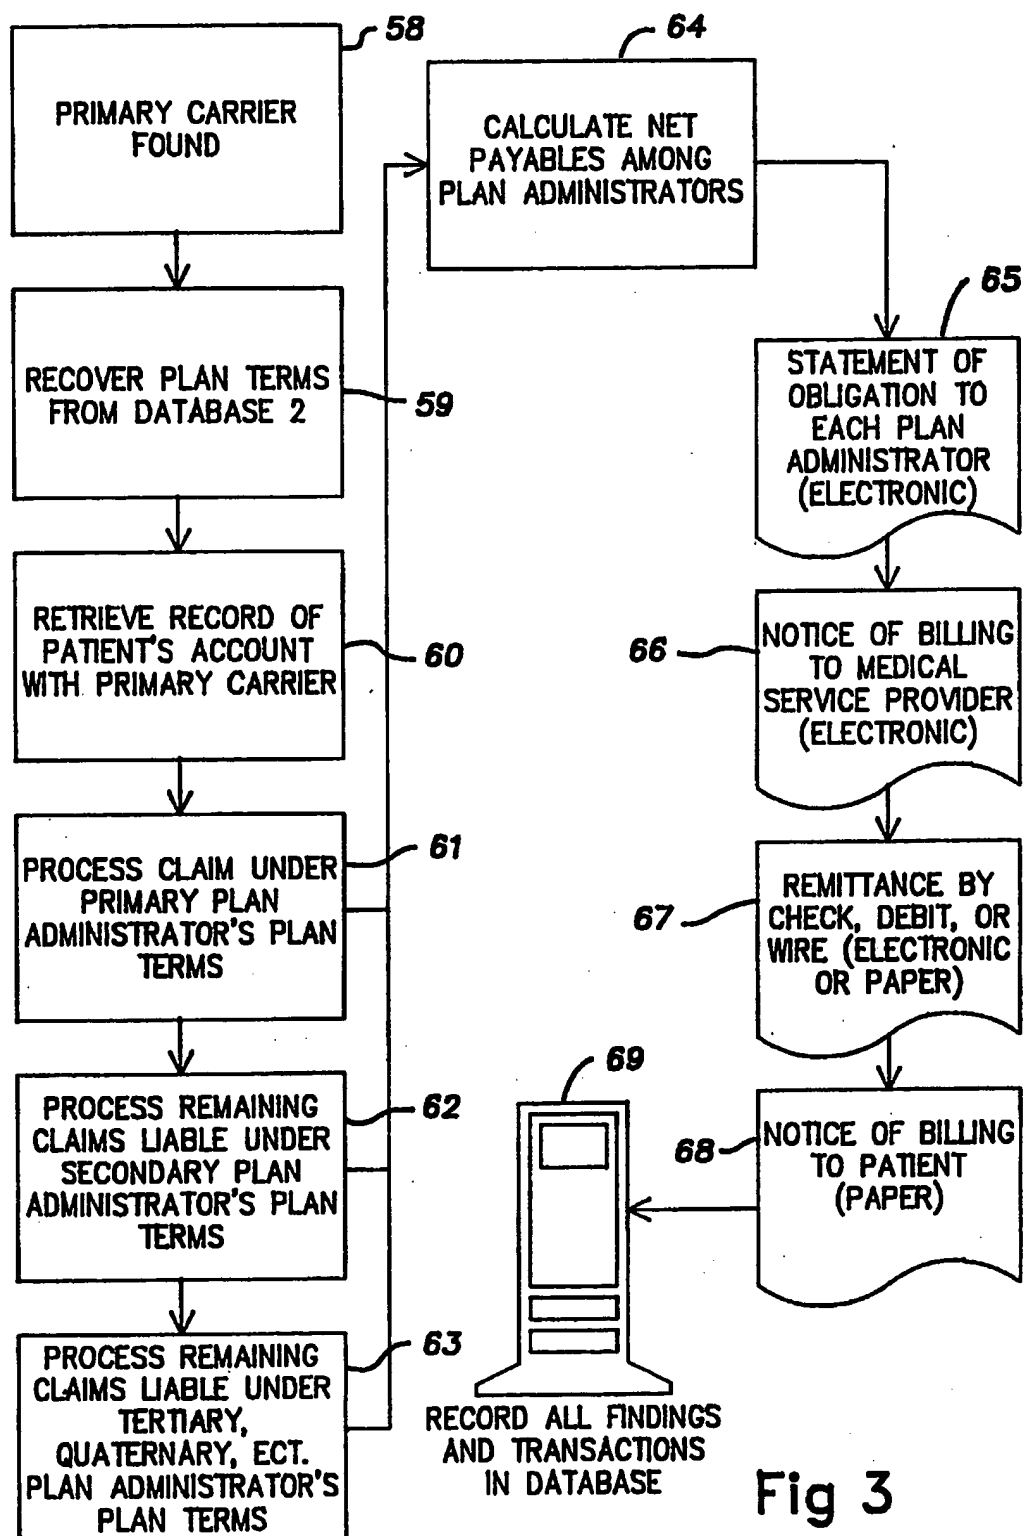 58
PRIMARY CARRIER
FOUND
RECOVER PLAN TERMS
FROM DATABASE 2
59
RETRIEVE RECORD OF
PATIENT'S ACCOUNT
WITH PRIMARY CARRIER
60
PROCESS CLAIM UNDER
PRIMARY PLAN
ADMINISTRATOR'S PLAN
TERMS
61
PROCESS REMAINING
CLAIMS LIABLE UNDER
SECONDARY PLAN
ADMINISTRATOR'S PLAN
TERMS
62
PROCESS REMAINING
CLAIMS LIABLE UNDER
TERTIARY,
QUATERNARY, ECT.
PLAN ADMINISTRATOR'S
PLAN TERMS
63
64
CALCULATE NET
PAYABLES AMONG
PLAN ADMINISTRATORS
65
STATEMENT OF
OBLIGATION TO
EACH PLAN
ADMINISTRATOR
(ELECTRONIC)
66
NOTICE OF BILLING
TO MEDICAL
SERVICE PROVIDER
(ELECTRONIC)
67
REMITTANCE BY
CHECK, DEBIT, OR
WIRE (ELECTRONIC
OR PAPER)
68
NOTICE OF BILLING
TO PATIENT
(PAPER)
69
RECORD ALL FINDINGS
AND TRANSACTIONS
IN DATABASE
Fig 3